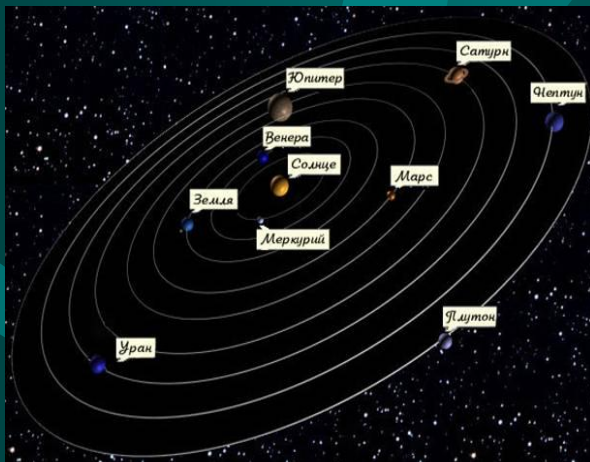 Сатурн
Юпитер
Нептун
Венера
Солнце
Марс
Земля
Меркурий
Плутон
Уран